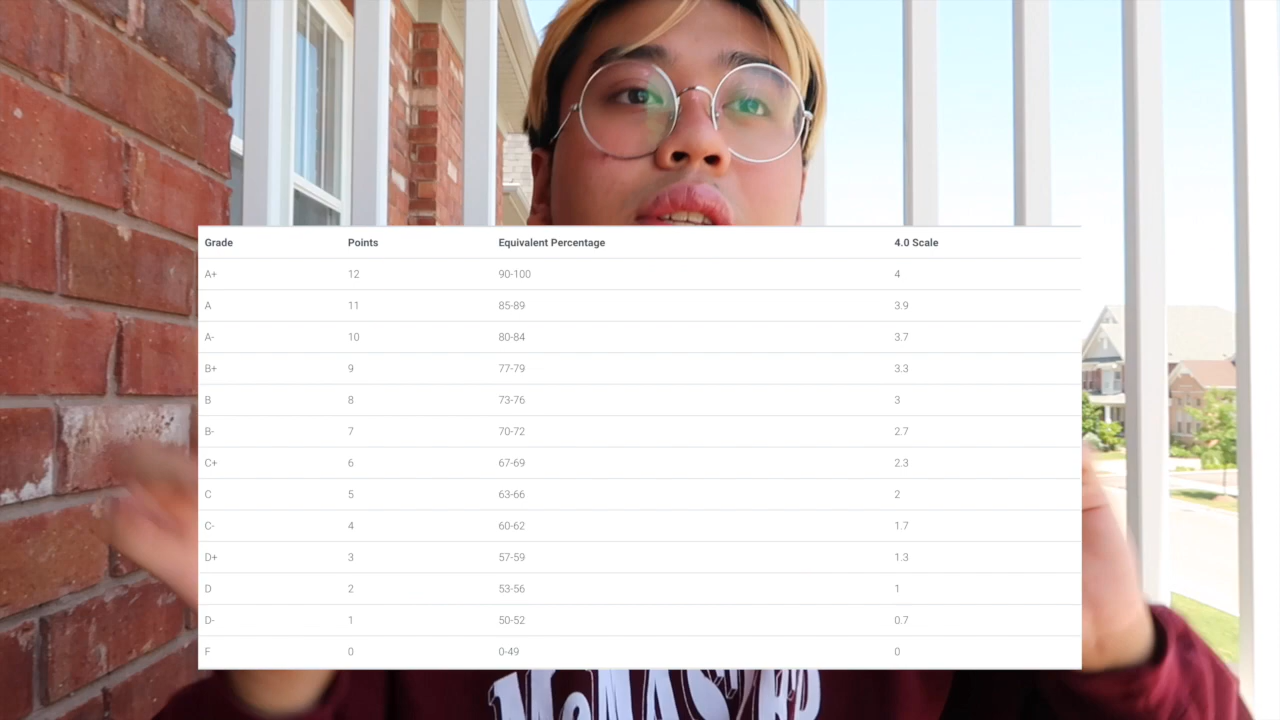 Grade Points Equivalent Percentage 4.0 Scale
A+ 12 90-100 4
A 11 85-89 3.9
A- 10 80-84 3.7
B+ 9 77-79 3.3
B 8 73-76 3
B- 7 70-72 2.7
C+ 6 67-69 2.3
C 5 63-66 2
C- 4 60-62 1.7
D+ 3 57-59 1.3
D 2 53-56 1
D- 1 50-52 0.7
F 0 0-49 0